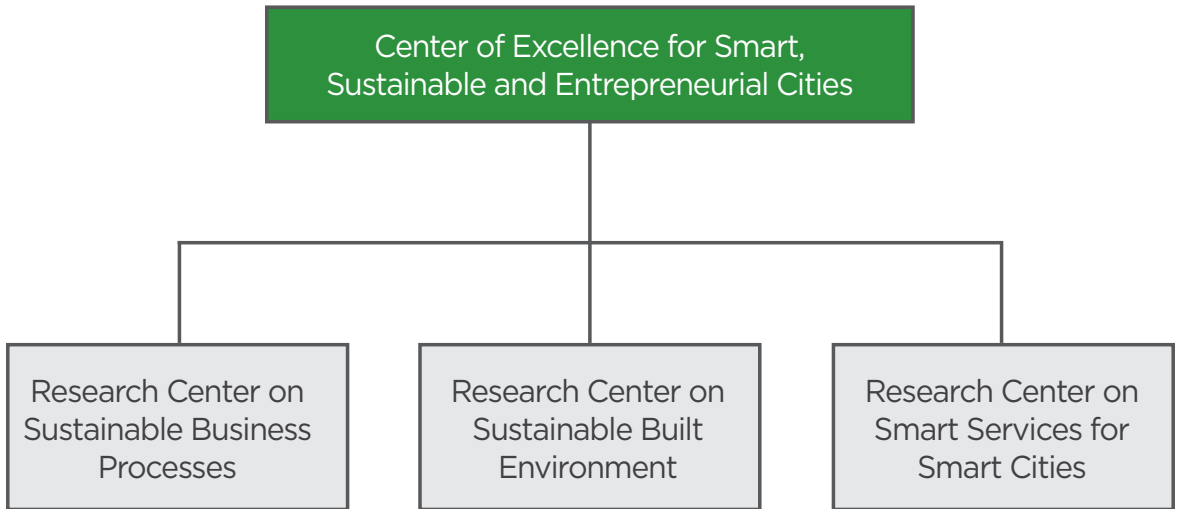 Center of Excellence for Smart,
Sustainable and Entrepreneurial Cities
Research Center on
Sustainable Business
Processes
Research Center on
Sustainable Built
Environment
Research Center on
Smart Services for
Smart Cities